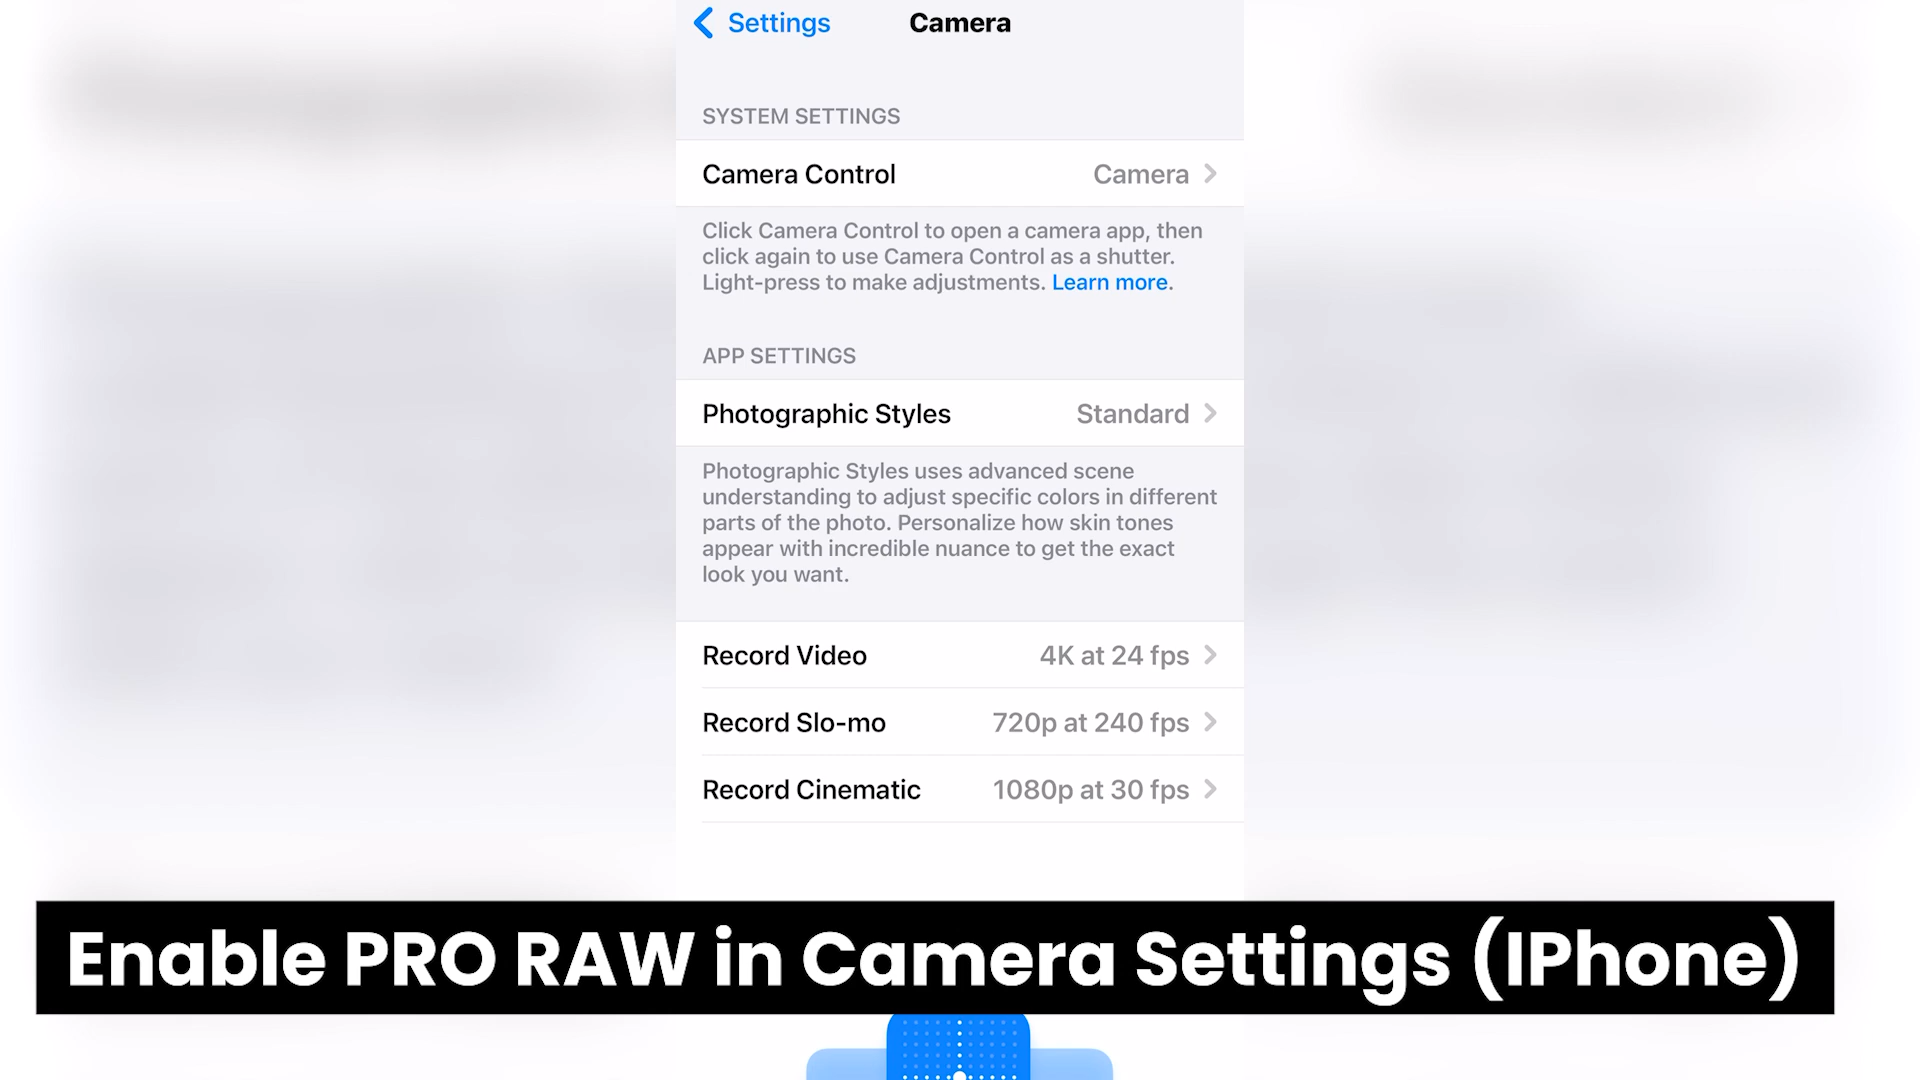 Settings
Camera
SYSTEM SETTINGS
Camera Control Camera
Click Camera Control to open a camera app, then
click again to use Camera Control as a shutter.
Light-press to make adjustments. Learn more.
APP SETTINGS
Photographic Styles Standard
Photographic Styles uses advanced scene
understanding to adjust specific colors in different
parts of the photo. Personalize how skin tones
appear with incredible nuance to get the exact
look you want.
Record Video 4K at 24 fps
Record Slo-mo 720p at 240 fps
Record Cinematic 1080p at 30 fps
Enable PRO RAW in Camera Settings (IPhone)